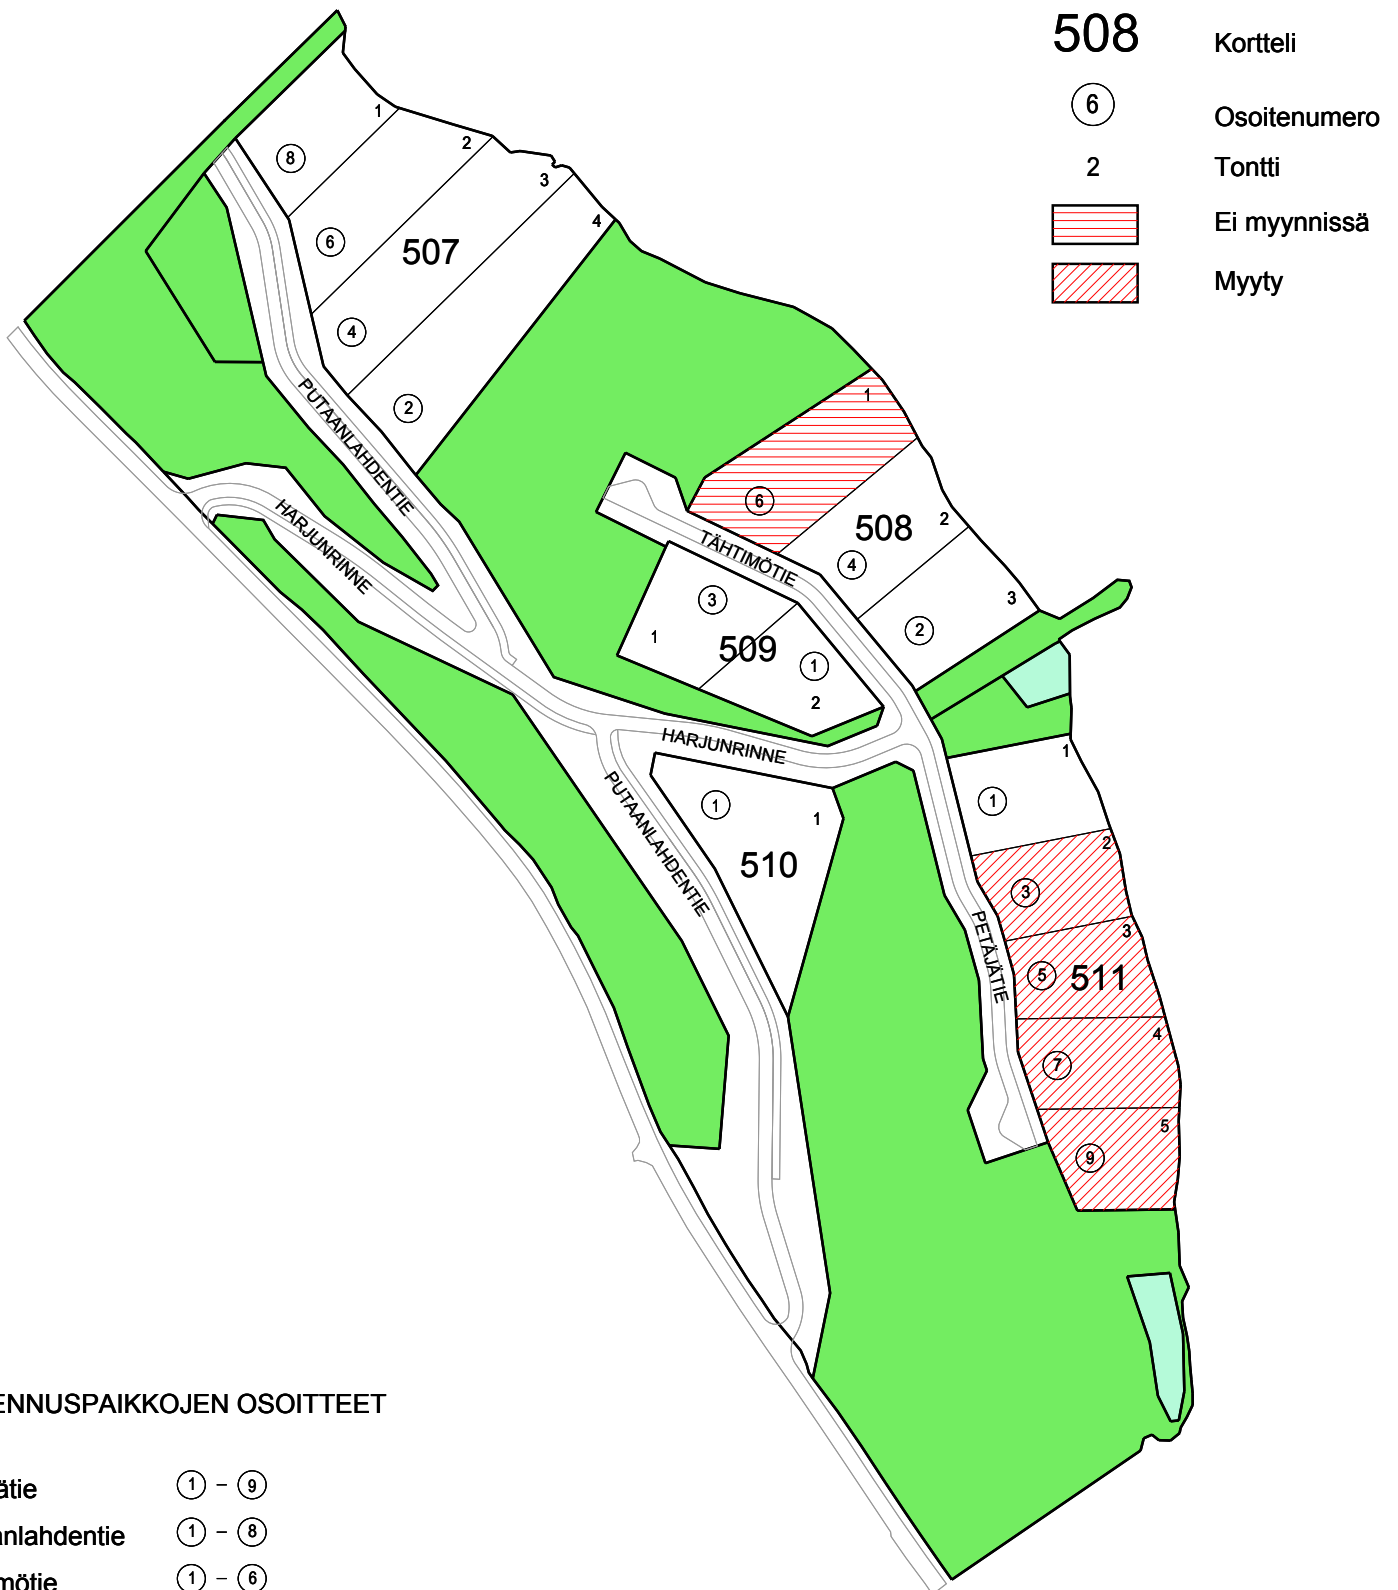 508 Kortteli
6 Osoitenumero
2 Tontti
Ei myynnissä
Myyty
1
8
2
3
6
507
4
4
2
PUTAANLAHDENTIE
HARJUNRINNE
1
6
508
2
TÄHTIMÖTIE
4
3
3
2
1
509
1
2
HARJUNRINNE
1
PUTAANLAHDENTIE
1
1
1
510
2
3
PETÄJÄTIE
3
5
511
4
7
5
9
ENNUSPAIKKOJEN OSOITTEET
ätie 1 - 9
anlahdentie 1 - 8
mötie 1 - 6